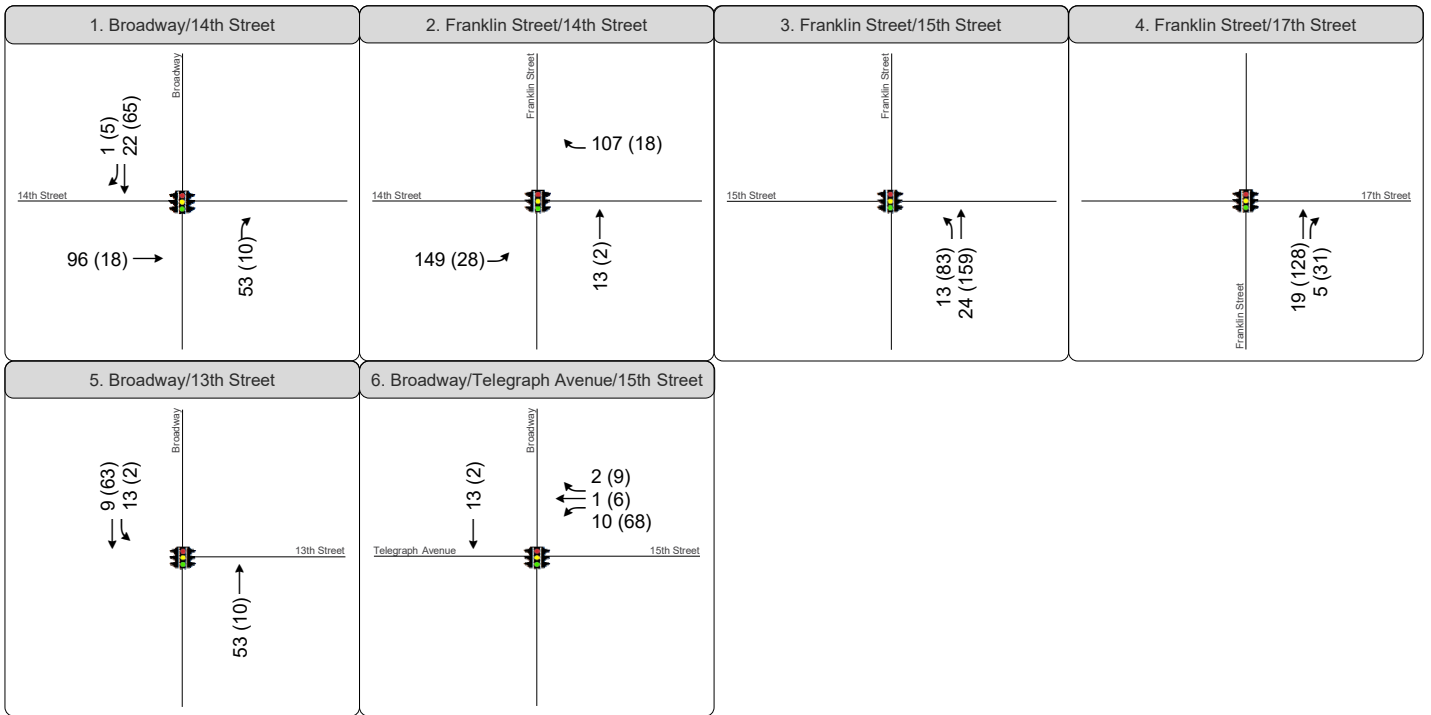 1. Broadway/14th Street
Broadway
1 (5)
22 (65)
14th Street
96 (18)
53 (10)
2. Franklin Street/14th Street
Franklin Street
107 (18)
14th Street
149 (28)
13 (2)
3. Franklin Street/15th Street
Franklin Street
15th Street
13 (83)
24 (159)
4. Franklin Street/17th Street
17th Street
19 (128)
5 (31)
Franklin Street
5. Broadway/13th Street
Broadway
9 (63)
13 (2)
13th Street
53 (10)
6. Broadway/Telegraph Avenue/15th Street
Broadway
13 (2)
2 (9)
1 (6)
10 (68)
Telegraph Avenue
15th Street